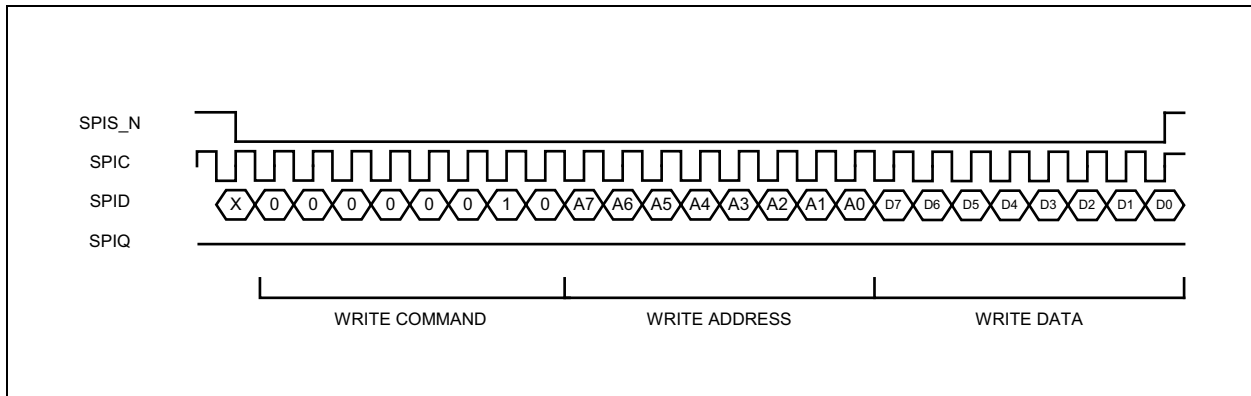 SPIS_N
SPIC
SPID X 0 0 0 0 0 0 1 0 A7 A6 A5 A4 A3 A2 A1 A0 D7 D6 D5 D4 D3 D2 D1 D0
SPIQ
WRITE COMMAND WRITE ADDRESS WRITE DATA